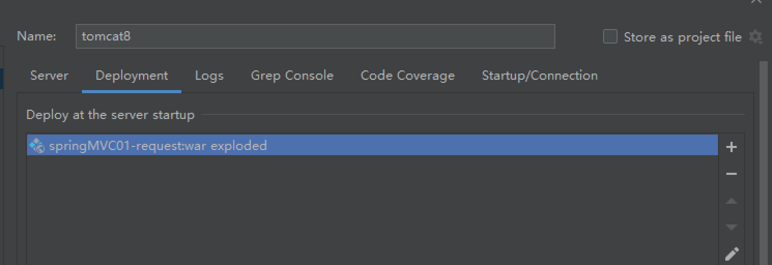 Name: tomcat8 Store as project file
Server Deployment Logs Grep Console Code Coverage Startup/Connection
Deploy at the server startup
springMVC01-request:war exploded